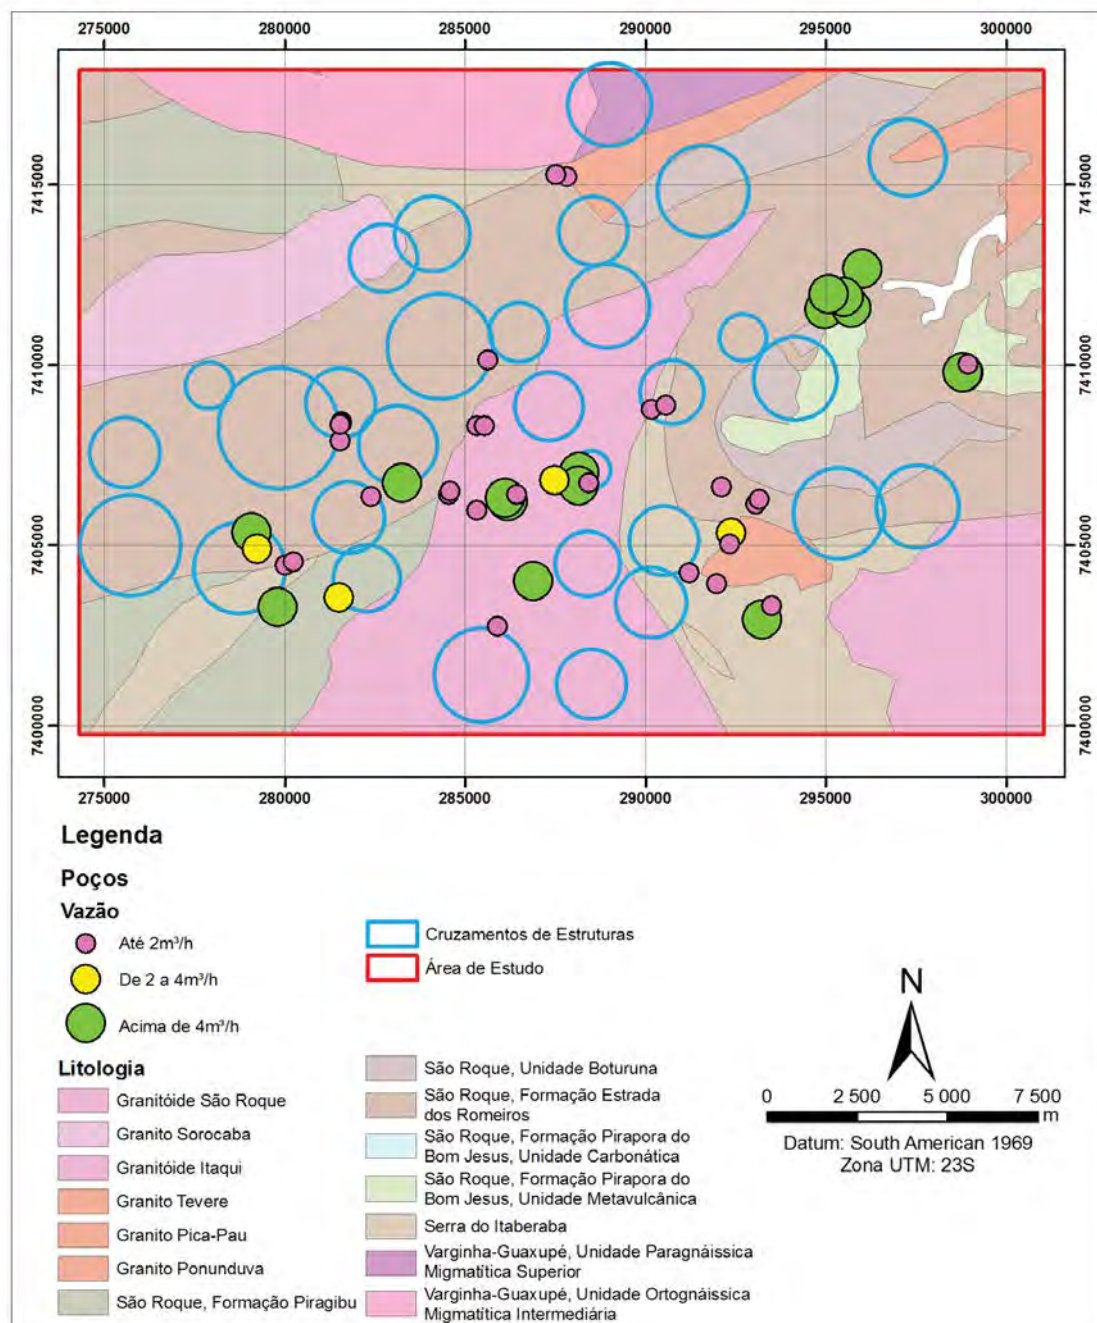 275000 280000 285000 290000 295000 300000
7415000 7415000
7410000 7410000
7405000 7405000
7400000 7400000
275000 280000 285000 290000 295000 300000
Legenda
Poços
Vazão
Até 2m³/h
De 2 a 4m³/h
Acima de 4m³/h
Cruzamentos de Estruturas
Área de Estudo
Litologia
Granitóide São Roque
Granito Sorocaba
Granitóide Itaqui
Granito Tevere
Granito Pica-Pau
Granito Ponunduva
São Roque, Formação Piragibu
São Roque, Unidade Boturuna
São Roque, Formação Estrada
dos Romeiros
São Roque, Formação Pirapora do
Bom Jesus, Unidade Carbonática
São Roque, Formação Pirapora do
Bom Jesus, Unidade Metavulcânica
Serra do Itaberaba
Varginha-Guaxupé, Unidade Paragnáissica
Migmatítica Superior
Varginha-Guaxupé, Unidade Ortognáissica
Migmatítica Intermediária
N
0 2 500 5 000 7 500
m
Datum: South American 1969
Zona UTM: 23S